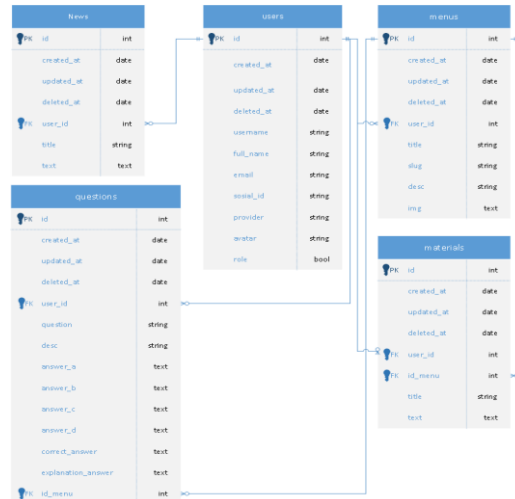 News
PK id int
created_at date
updated_at date
deleted_at date
FK user_id int
title string
text text
users
PK id int
created_at date
updated_at date
deleted_at date
username string
full_name string
email string
social_id string
provider string
avatar string
role bool
menus
PK id int
created_at date
updated_at date
deleted_at date
FK user_id int
title string
slug string
desc string
img text
questions
PK id int
created_at date
updated_at date
deleted_at date
FK user_id int
question string
desc string
answer_a text
answer_b text
answer_c text
answer_d text
correct_answer text
explanation_answer text
FK id_menu int
materials
PK id int
created_at date
updated_at date
deleted_at date
FK user_id int
FK id_menu int
title string
text text